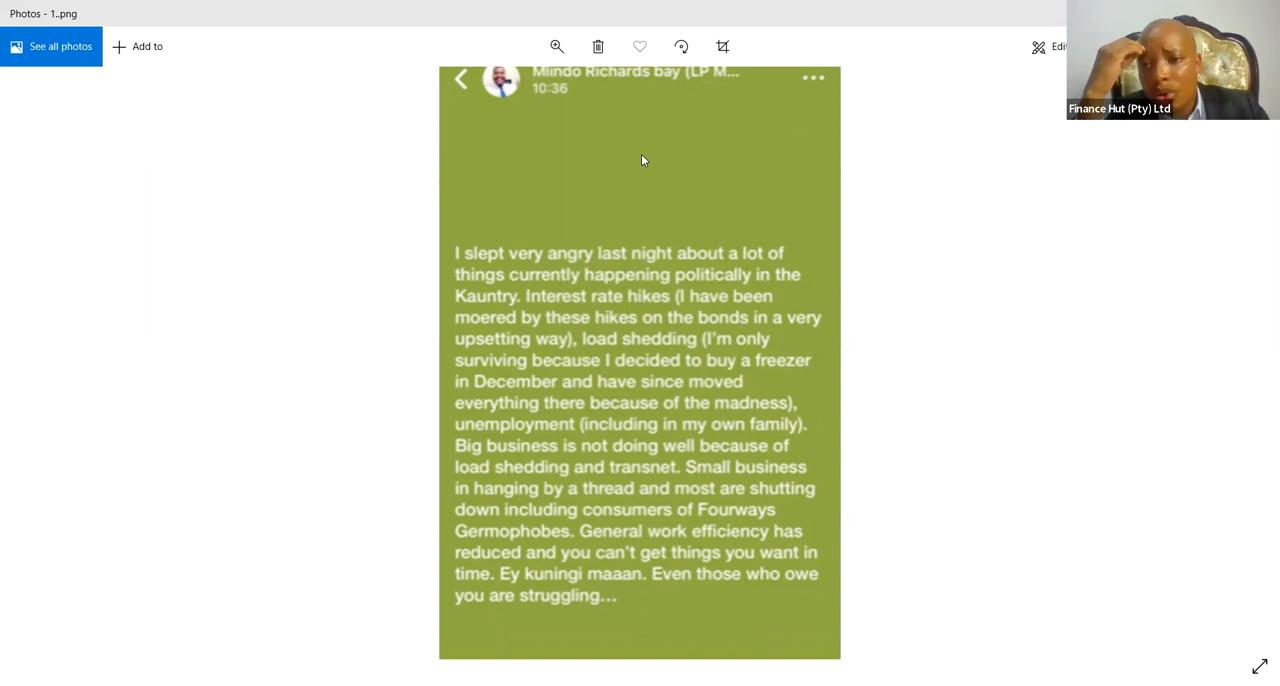 Photos - 1..png
See all photos
Add to
Finance Hut (Pty) Ltd
Mlindo Richards bay (LP M...
10:36
I slept very angry last night about a lot of
things currently happening politically in the
Kauntry. Interest rate hikes (I have been
moered by these hikes on the bonds in a very
upsetting way), load shedding (I'm only
surviving because I decided to buy a freezer
in December and have since moved
everything there because of the madness),
unemployment (including in my own family).
Big business is not doing well because of
load shedding and transnet. Small business
in hanging by a thread and most are shutting
down including consumers of Fourways
Germophobes. General work efficiency has
reduced and you can't get things you want in
time. Ey kuningi maaan. Even those who owe
you are struggling...